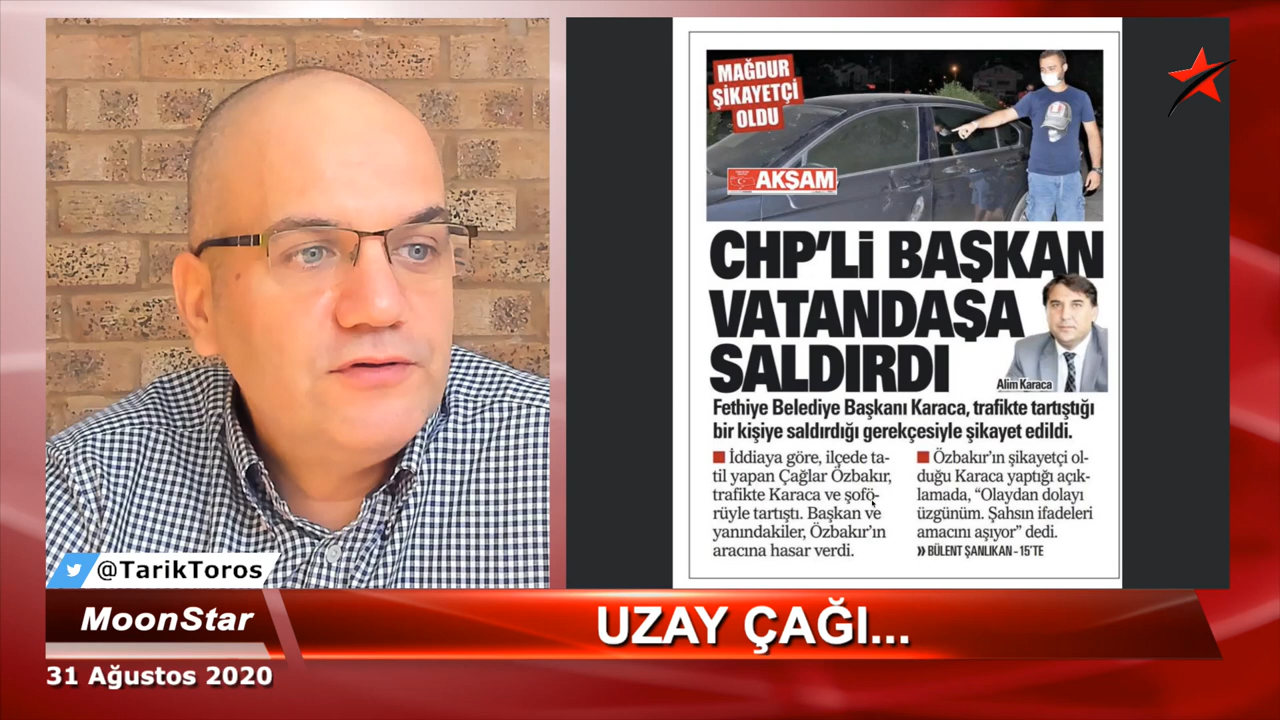 MAĞDUR
ŞİKAYETÇİ
OLDU
AKŞAM
CHP'Lİ BAŞKAN
VATANDAŞA
SALDIRDI
Alim Karaca
Fethiye Belediye Başkanı Karaca, trafikte tartıştığı
bir kişiye saldırdığı gerekçesiyle şikayet edildi.
İddiaya göre, ilçede ta-
til yapan Çağlar Özbakır,
trafikte Karaca ve şofö-
rüyle tartıştı. Başkan ve
yanındakiler, Özbakır'ın
aracına hasar verdi.
Özbakır'ın şikayetçi ol-
duğu Karaca yaptığı açık-
lamada, “Olaydan dolayı
üzgünüm. Şahsın ifadeleri
amacını aşıyor” dedi.
» BÜLENT ŞANLIKAN - 15'TE
@TarikToros
MoonStar
UZAY ÇAĞI...
31 Ağustos 2020